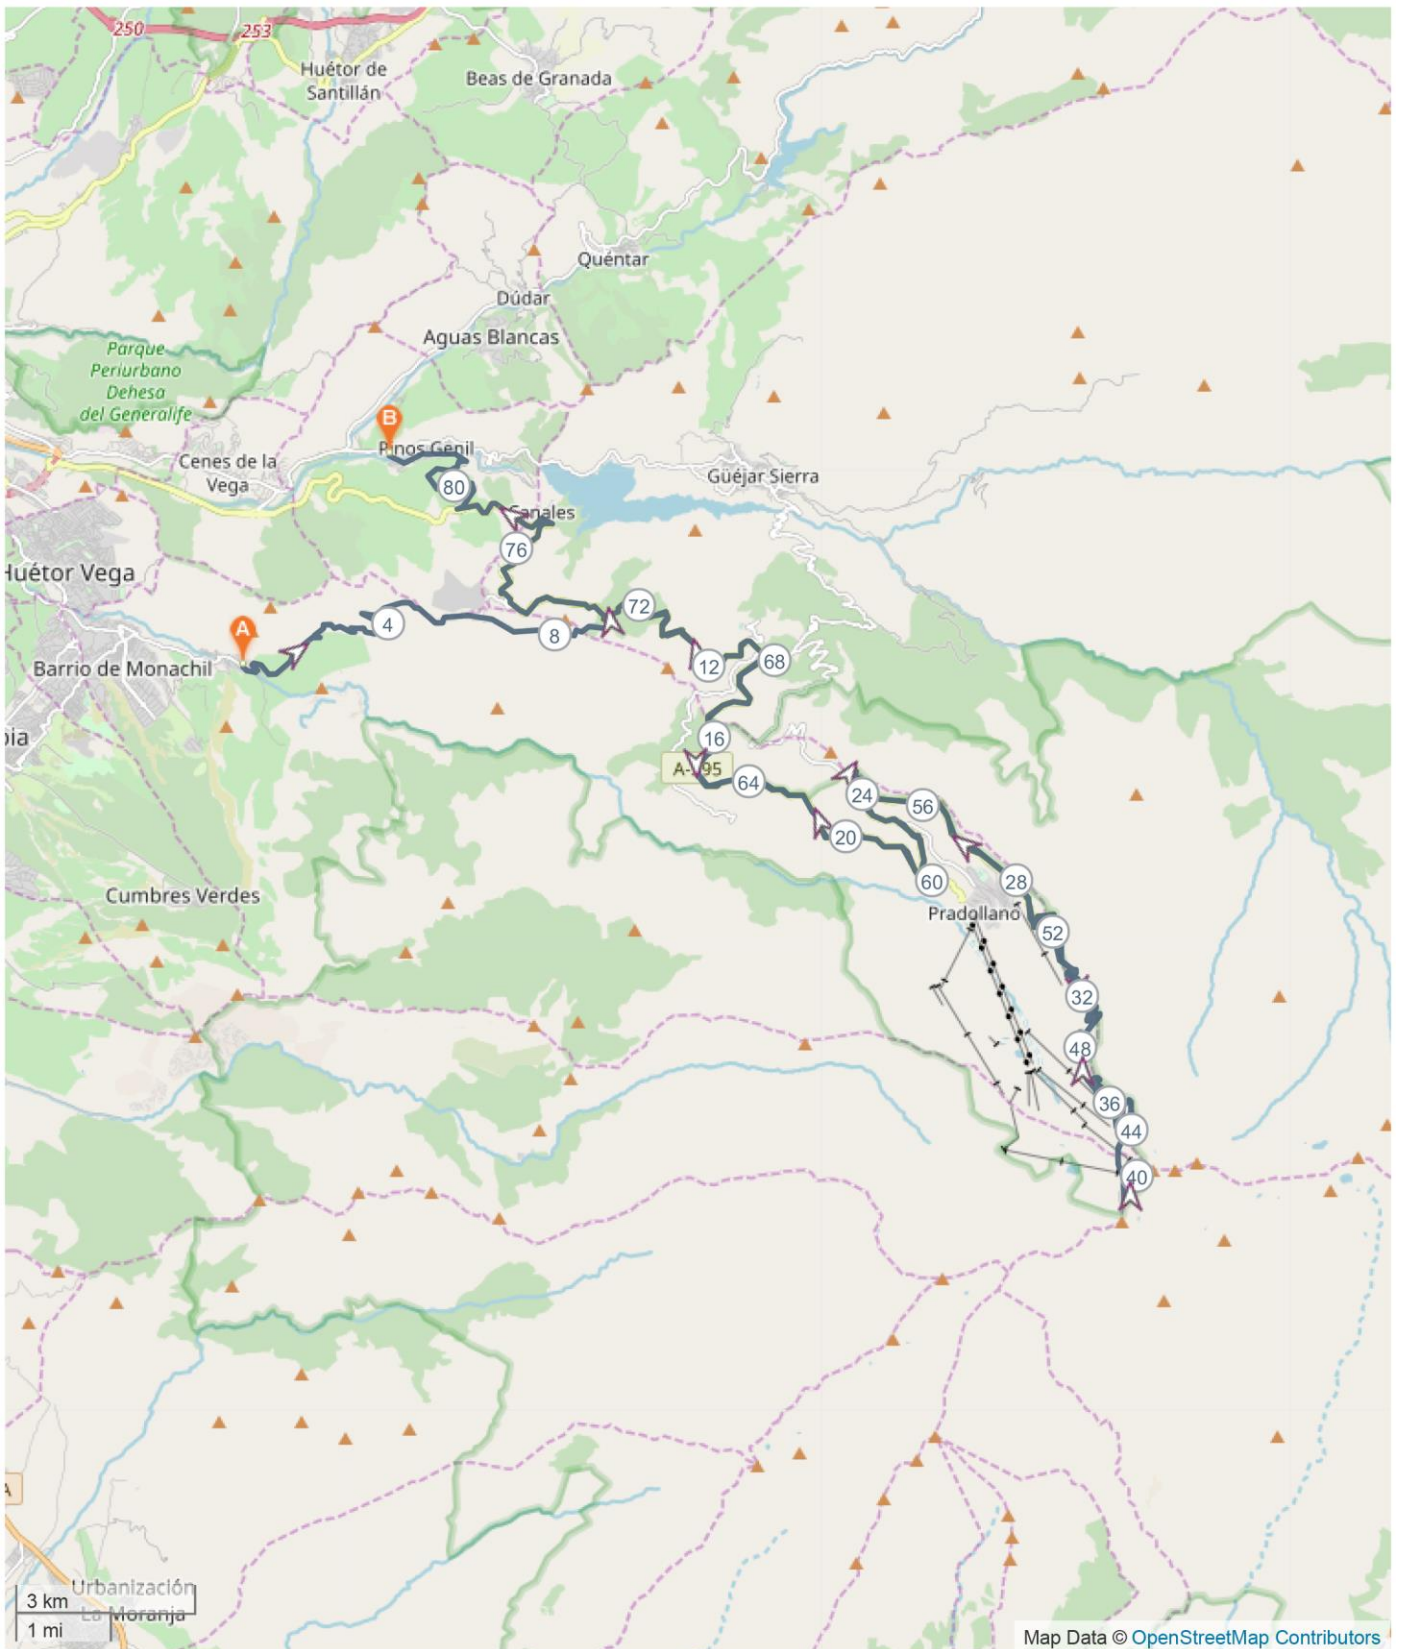 250
253
Huétor de
Santillán
Beas de Granada
Quéntar
Dúdar
Aguas Blancas
Parque
Periurbano
Dehesa
del Generalife
B
Pinos Genil
Cenes de la
Vega
Güéjar Sierra
80
Canales
76
Huétor Vega
72
4
8
A
Barrio de Monachil
12
68
16
64
24
56
20
60
28
Pradollano
Cumbres Verdes
52
32
48
36
44
40
3 km
1 mi
Urbanización
La Moranja
Map Data © OpenStreetMap Contributors